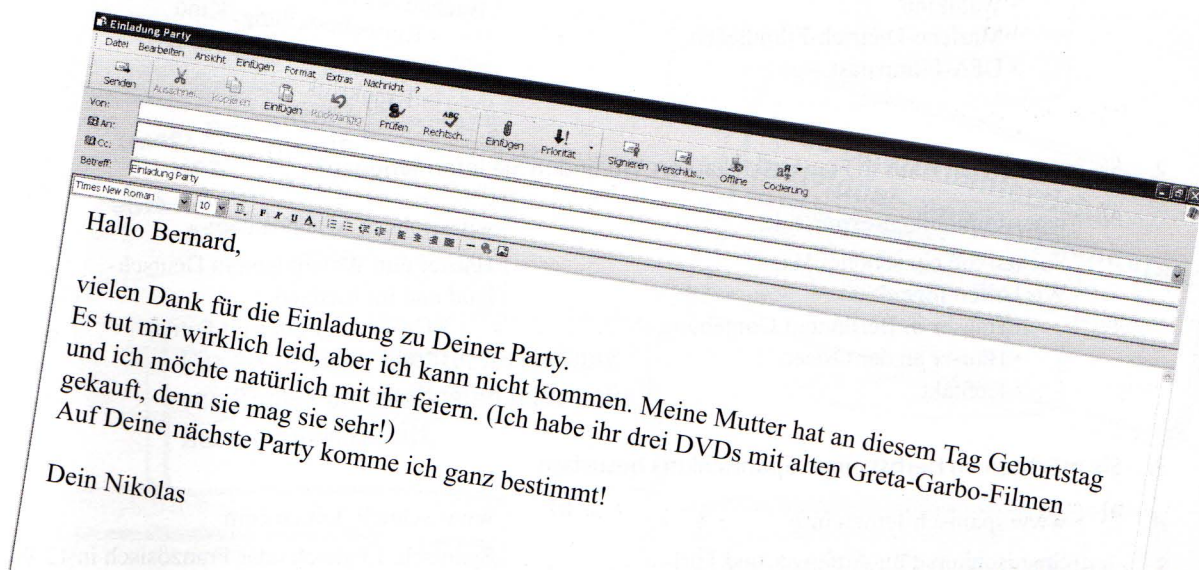 Einladung Party
Datei Bearbeiten Ansicht Einfügen Format Extras Nachricht ?
Senden Ausschnei... Kopieren Einfügen Rückgängig Prüfen Rechtsch... Einfügen Priorität Signieren Verschlüs... Offline Codierung
Von:
An:
Cc:
Betreff: Einladung Party
Times New Roman 10 F K U A
Hallo Bernard,
vielen Dank für die Einladung zu Deiner Party.
Es tut mir wirklich leid, aber ich kann nicht kommen. Meine Mutter hat an diesem Tag Geburtstag
und ich möchte natürlich mit ihr feiern. (Ich habe ihr drei DVDs mit alten Greta-Garbo-Filmen
gekauft, denn sie mag sie sehr!)
Auf Deine nächste Party komme ich ganz bestimmt!
Dein Nikolas